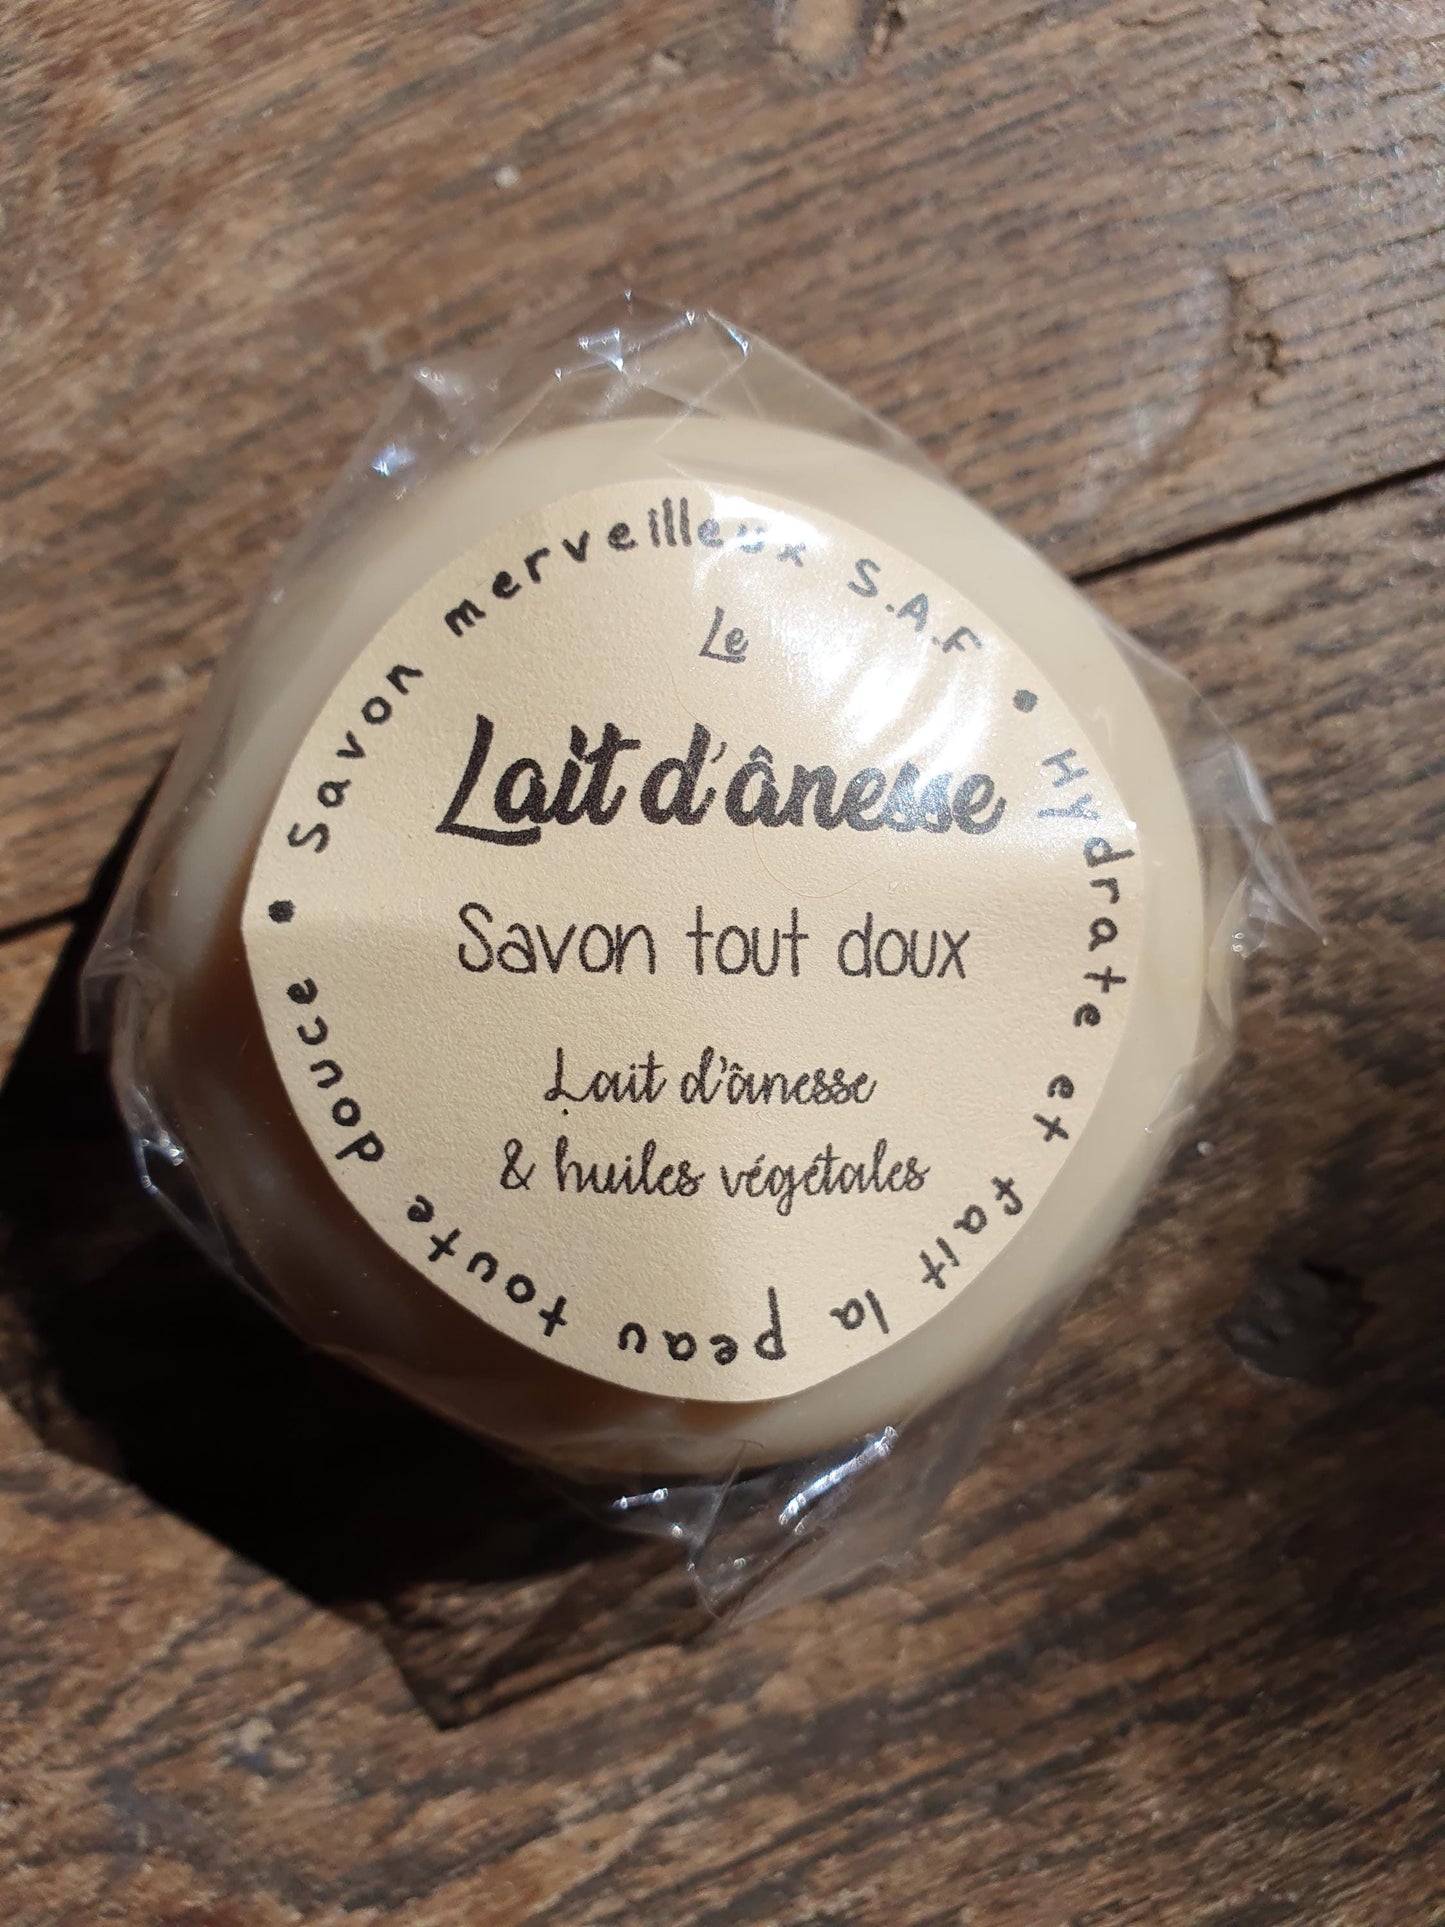 Savon merveilleux S.A.F • Hydrate et fait la peau toute douce •
Le
Lait d'ânesse
Savon tout doux
Lait d'ânesse
& huiles végétales